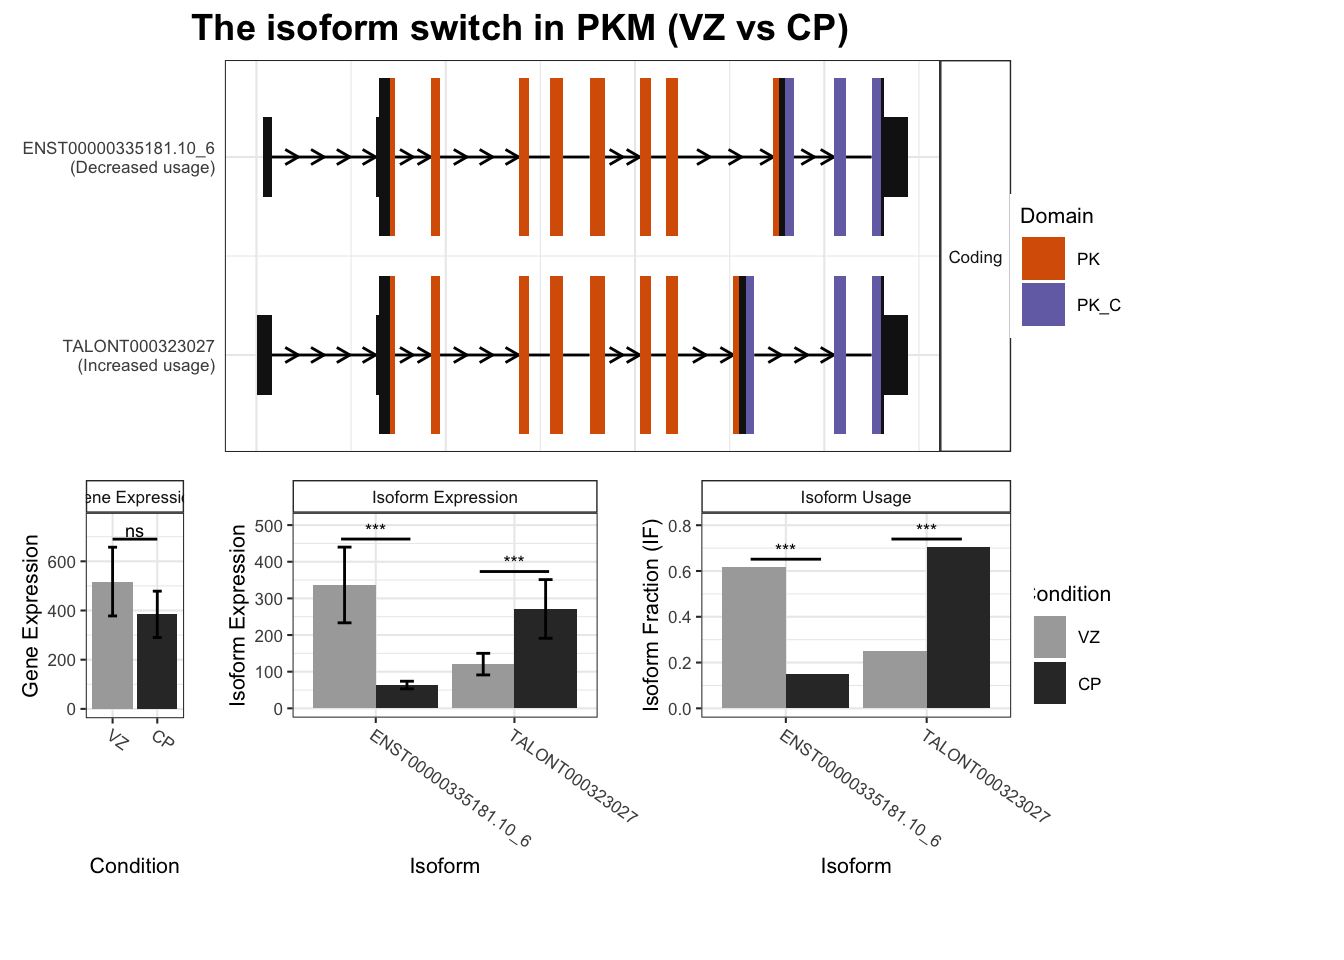 The isoform switch in PKM (VZ vs CP)
ENST00000335181.10_6
(Decreased usage)
TALONT000323027
(Increased usage)
Coding
Domain
PK
PK_C
ene Expressio
Gene Expression
600
400
200
0
ns
VZ
CP
Condition
Isoform Expression
Isoform Expression
500
400
300
200
100
0
***
***
ENST00000335181.10_6
TALONT000323027
Isoform
Isoform Usage
Isoform Fraction (IF)
0.8
0.6
0.4
0.2
0.0
***
***
ENST00000335181.10_6
TALONT000323027
Isoform
Condition
VZ
CP